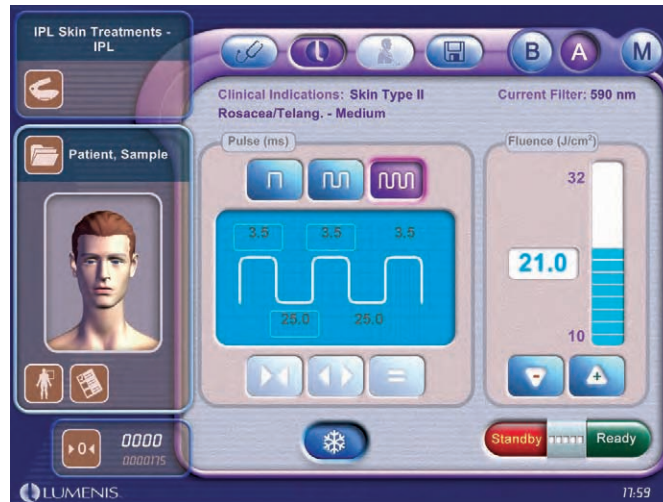 IPL Skin Treatments -
IPL
B A M
Clinical Indications: Skin Type II
Rosacea/Telang. - Medium
Current Filter: 590 nm
Patient, Sample
Pulse (ms)
3.5 3.5 3.5
25.0 25.0
Fluence (J/cm²)
32
21.0
10
- +
=
0
0000
0000175
Standby Ready
LUMENIS
17:59